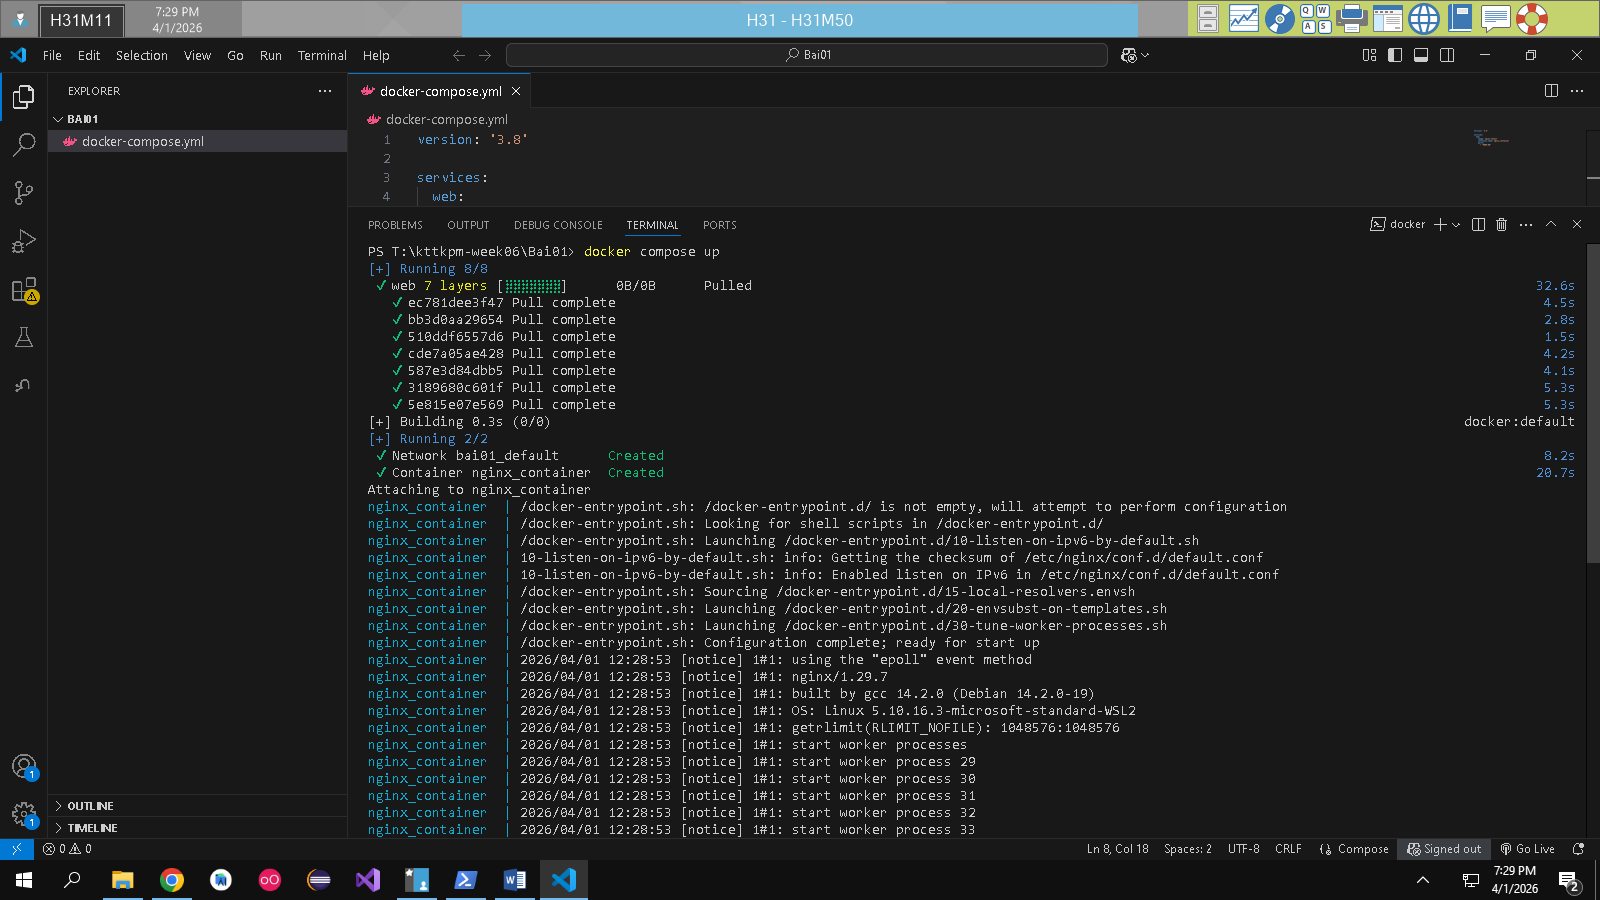 H31M11
7:29 PM
4/1/2026
H31 - H31M50
Q W
A S
File Edit Selection View Go Run Terminal Help
Bai01
EXPLORER
docker-compose.yml
BAI01
docker-compose.yml
docker-compose.yml
1 version: '3.8'
2
3 services:
4 web:
PROBLEMS OUTPUT DEBUG CONSOLE TERMINAL PORTS
docker
PS T:\kttkpm-week06\Bai01> docker compose up
[+] Running 8/8
✓ web 7 layers [⣿⣿⣿⣿⣿⣿⣿] 0B/0B Pulled 32.6s
✓ ec781dee3f47 Pull complete 4.5s
✓ bb3d0aa29654 Pull complete 2.8s
✓ 510ddf6557d6 Pull complete 1.5s
✓ cde7a05ae428 Pull complete 4.2s
✓ 587e3d84dbb5 Pull complete 4.1s
✓ 3189680c601f Pull complete 5.3s
✓ 5e815e07e569 Pull complete 5.3s
[+] Building 0.3s (0/0) docker:default
[+] Running 2/2
✓ Network bai01_default Created 8.2s
✓ Container nginx_container Created 20.7s
Attaching to nginx_container
nginx_container | /docker-entrypoint.sh: /docker-entrypoint.d/ is not empty, will attempt to perform configuration
nginx_container | /docker-entrypoint.sh: Looking for shell scripts in /docker-entrypoint.d/
nginx_container | /docker-entrypoint.sh: Launching /docker-entrypoint.d/10-listen-on-ipv6-by-default.sh
nginx_container | 10-listen-on-ipv6-by-default.sh: info: Getting the checksum of /etc/nginx/conf.d/default.conf
nginx_container | 10-listen-on-ipv6-by-default.sh: info: Enabled listen on IPv6 in /etc/nginx/conf.d/default.conf
nginx_container | /docker-entrypoint.sh: Sourcing /docker-entrypoint.d/15-local-resolvers.envsh
nginx_container | /docker-entrypoint.sh: Launching /docker-entrypoint.d/20-envsubst-on-templates.sh
nginx_container | /docker-entrypoint.sh: Launching /docker-entrypoint.d/30-tune-worker-processes.sh
nginx_container | /docker-entrypoint.sh: Configuration complete; ready for start up
nginx_container | 2026/04/01 12:28:53 [notice] 1#1: using the "epoll" event method
nginx_container | 2026/04/01 12:28:53 [notice] 1#1: nginx/1.29.7
nginx_container | 2026/04/01 12:28:53 [notice] 1#1: built by gcc 14.2.0 (Debian 14.2.0-19)
nginx_container | 2026/04/01 12:28:53 [notice] 1#1: OS: Linux 5.10.16.3-microsoft-standard-WSL2
nginx_container | 2026/04/01 12:28:53 [notice] 1#1: getrlimit(RLIMIT_NOFILE): 1048576:1048576
nginx_container | 2026/04/01 12:28:53 [notice] 1#1: start worker processes
nginx_container | 2026/04/01 12:28:53 [notice] 1#1: start worker process 29
nginx_container | 2026/04/01 12:28:53 [notice] 1#1: start worker process 30
nginx_container | 2026/04/01 12:28:53 [notice] 1#1: start worker process 31
nginx_container | 2026/04/01 12:28:53 [notice] 1#1: start worker process 32
nginx_container | 2026/04/01 12:28:53 [notice] 1#1: start worker process 33
1
1
OUTLINE
TIMELINE
0 0
Ln 8, Col 18 Spaces: 2 UTF-8 CRLF Compose Signed out Go Live
7:29 PM
4/1/2026
2